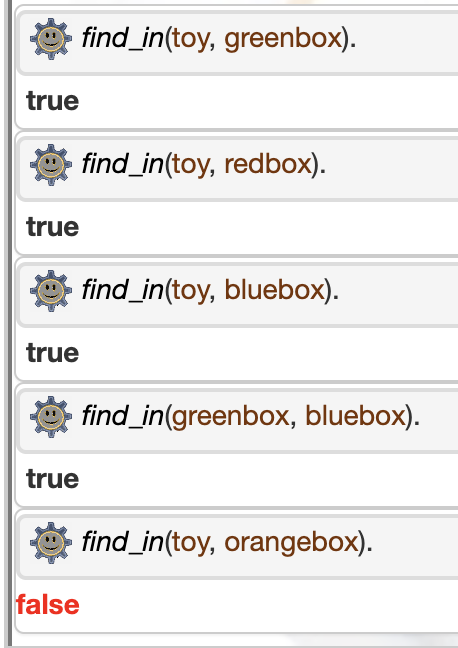 find_in(toy, greenbox).
true
find_in(toy, redbox).
true
find_in(toy, bluebox).
true
find_in(greenbox, bluebox).
true
find_in(toy, orangebox).
false